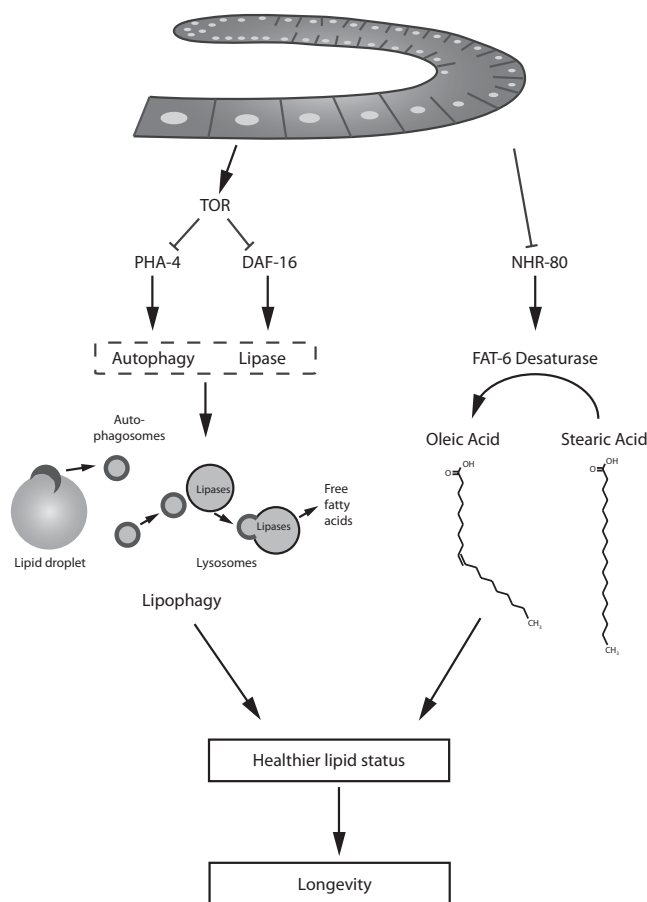 TOR
PHA-4
DAF-16
NHR-80
Autophagy
Lipase
FAT-6 Desaturase
Auto-
phagosomes
Oleic Acid
Stearic Acid
O
OH
O
OH
Lipases
Lipases
Free
fatty
acids
Lipid droplet
Lysosomes
Lipophagy
CH3
CH3
Healthier lipid status
Longevity